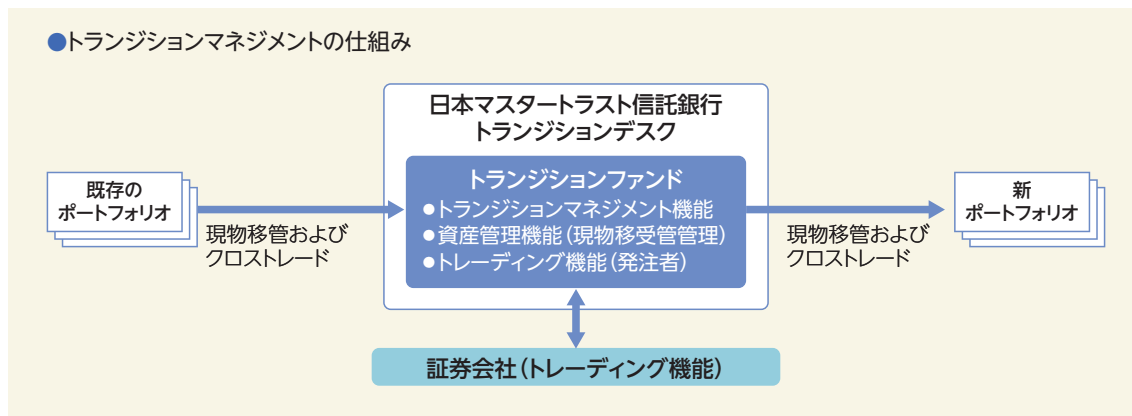 ●トランジションマネジメントの仕組み
日本マスタートラスト信託銀行
トランジションデスク
既存の
ポートフォリオ
現物移管および
クロストレード
トランジションファンド
●トランジションマネジメント機能
●資産管理機能(現物移受管管理)
●トレーディング機能(発注者)
現物移管および
クロストレード
新
ポートフォリオ
証券会社(トレーディング機能)